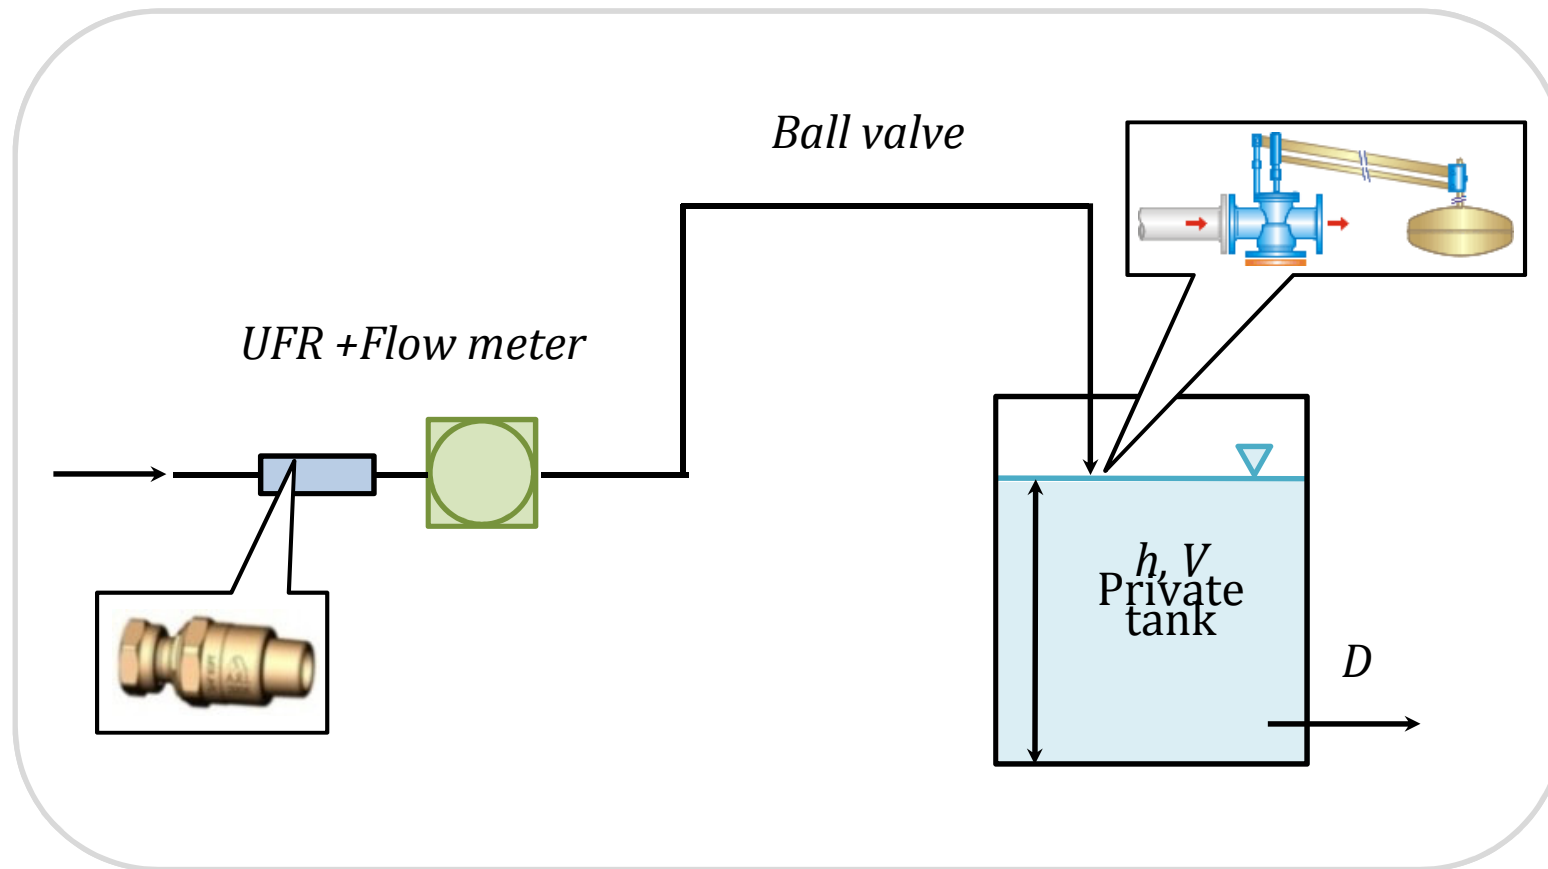 Ball valve
UFR +Flow meter
h, V
Private
tank
D